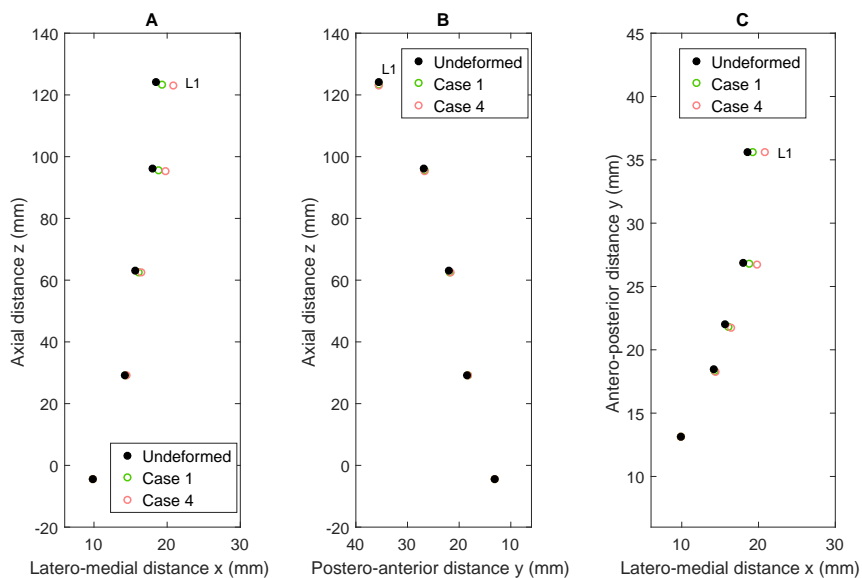 A
140
120
100
80
60
40
20
0
-20
Axial distance z (mm)
L1
Undeformed
Case 1
Case 4
10 20 30
Latero-medial distance x (mm)
B
140
120
100
80
60
40
20
0
-20
Axial distance z (mm)
L1
Undeformed
Case 1
Case 4
40 30 20 10
Postero-anterior distance y (mm)
C
45
40
35
30
25
20
15
10
Antero-posterior distance y (mm)
Undeformed
Case 1
Case 4
L1
10 20 30
Latero-medial distance x (mm)